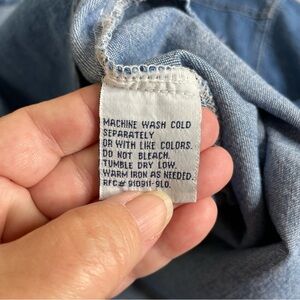 MACHINE WASH COLD
SEPARATELY
OR WITH LIKE COLORS.
DO NOT BLEACH.
TUMBLE DRY LOW.
WARM IRON AS NEEDED.
RFC# 910911-9LO.